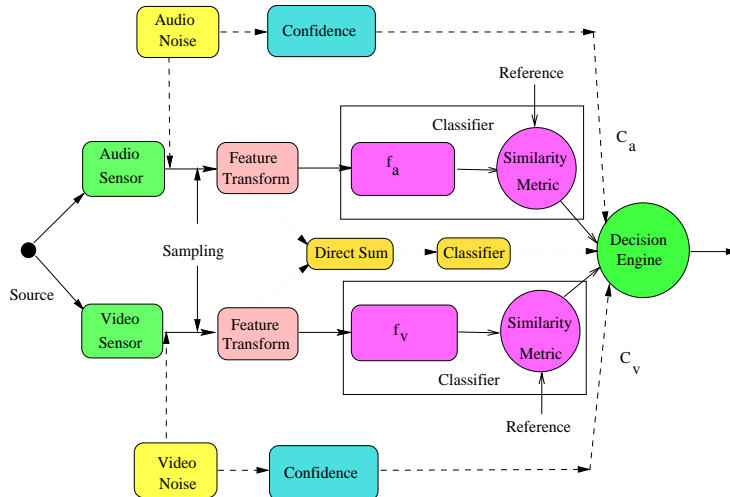 Audio
Noise
Confidence
Reference
Classifier
C
a
Audio
Sensor
Feature
Transform
f
a
Similarity
Metric
Sampling
Direct Sum
Classifier
Decision
Engine
Source
Video
Sensor
Feature
Transform
f
v
Similarity
Metric
Classifier
C
v
Reference
Video
Noise
Confidence